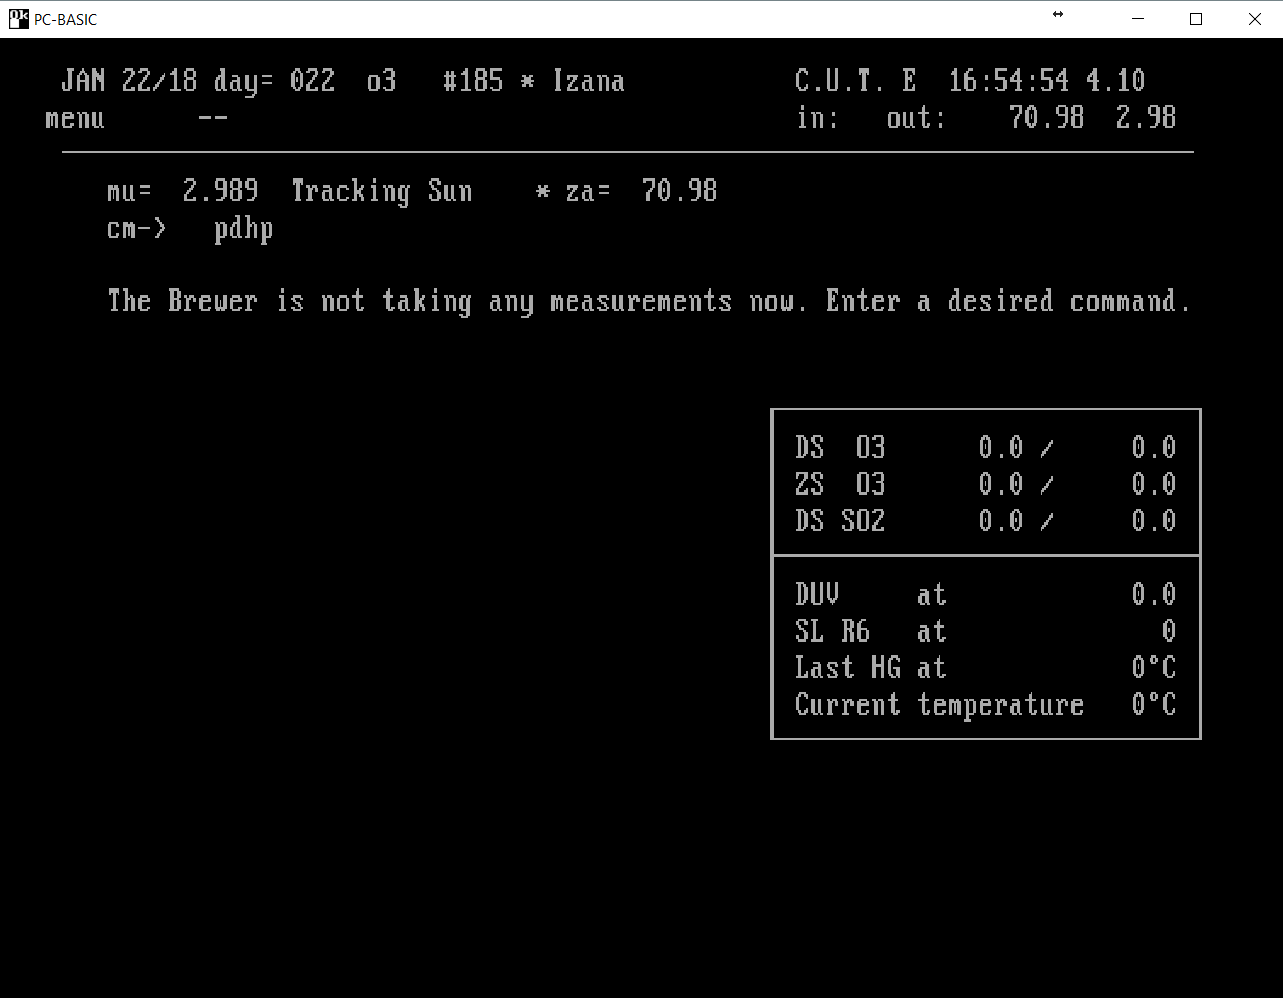 PC-BASIC
JAN 22/18 day= 022 o3 #185 * Izana C.U.T. E 16:54:54 4.10
menu -- in: out: 70.98 2.98
mu= 2.989 Tracking Sun * za= 70.98
cm-> pdhp
The Brewer is not taking any measurements now. Enter a desired command.
DS O3 0.0 / 0.0
ZS O3 0.0 / 0.0
DS SO2 0.0 / 0.0
DUV at 0.0
SL R6 at 0
Last HG at 0°C
Current temperature 0°C